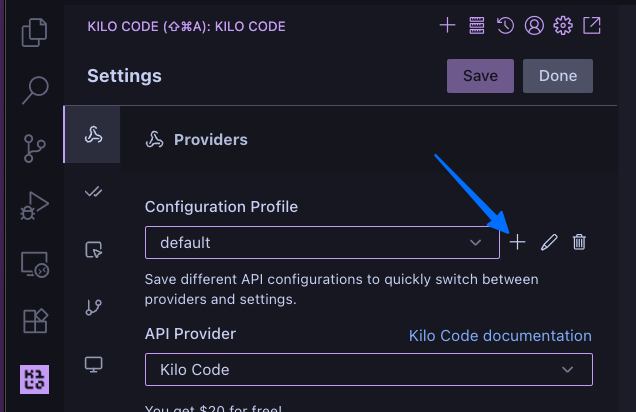 KILO CODE (⇧⌘A): KILO CODE
Settings
Save
Done
Providers
Configuration Profile
default
Save different API configurations to quickly switch between
providers and settings.
API Provider
Kilo Code documentation
Kilo Code
You get $20 for free!